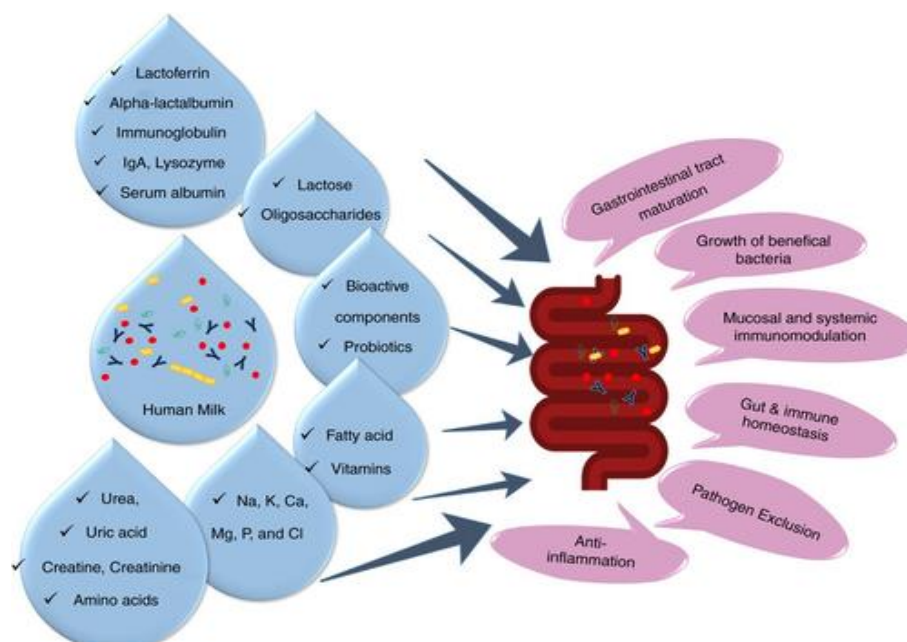 ✓ Lactoferrin
✓ Alpha-lactalbumin
✓ Immunoglobulin
✓ IgA, Lysozyme
✓ Serum albumin
✓ Lactose
✓ Oligosaccharides
✓ Bioactive
components
✓ Probiotics
Human Milk
✓ Fatty acid
✓ Vitamins
✓ Urea,
✓ Uric acid
✓ Creatine, Creatinine
✓ Amino acids
✓ Na, K, Ca,
Mg, P, and Cl
Gastrointestinal tract
maturation
Growth of benefical
bacteria
Mucosal and systemic
immunomodulation
Gut & immune
homeostasis
Pathogen Exclusion
Anti-
inflammation